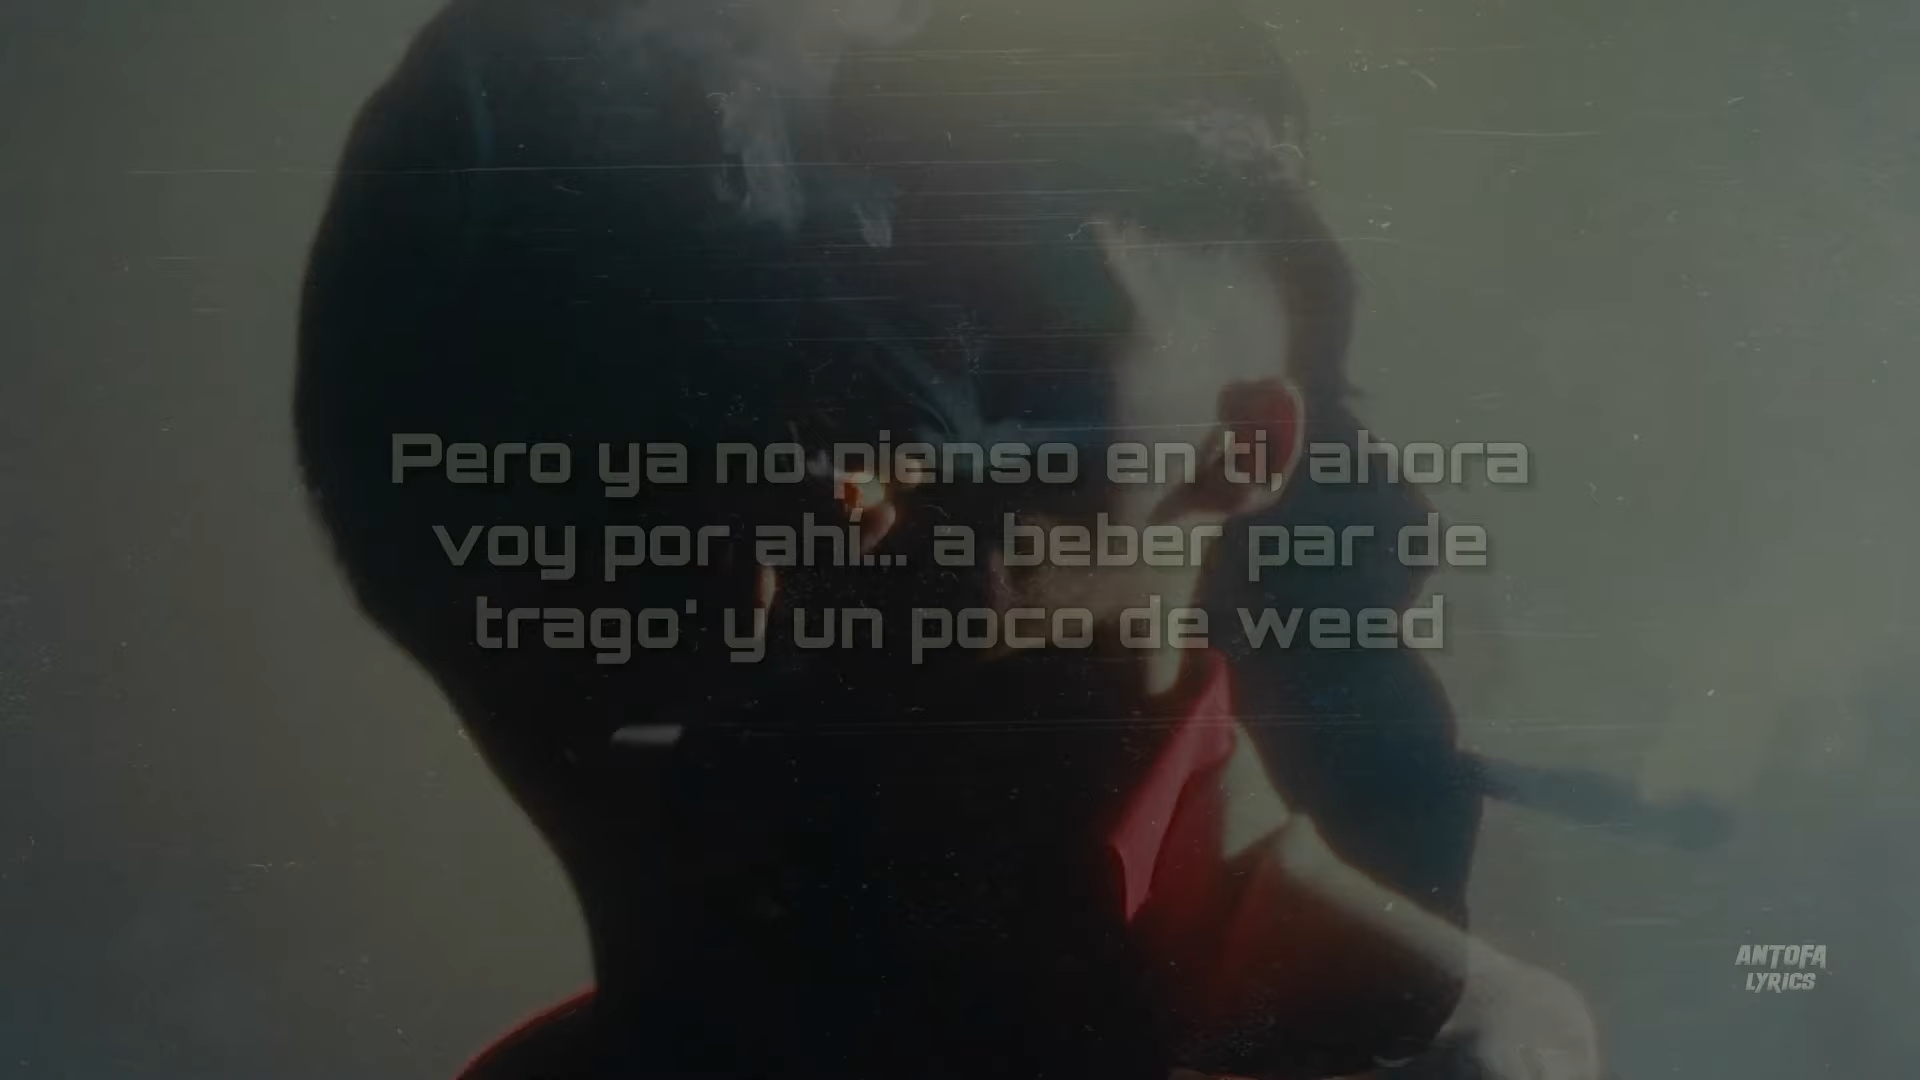 Pero ya no pienso en ti, ahora
voy por ahí... a beber par de
trago' y un poco de weed
ANTOFA
LYRICS